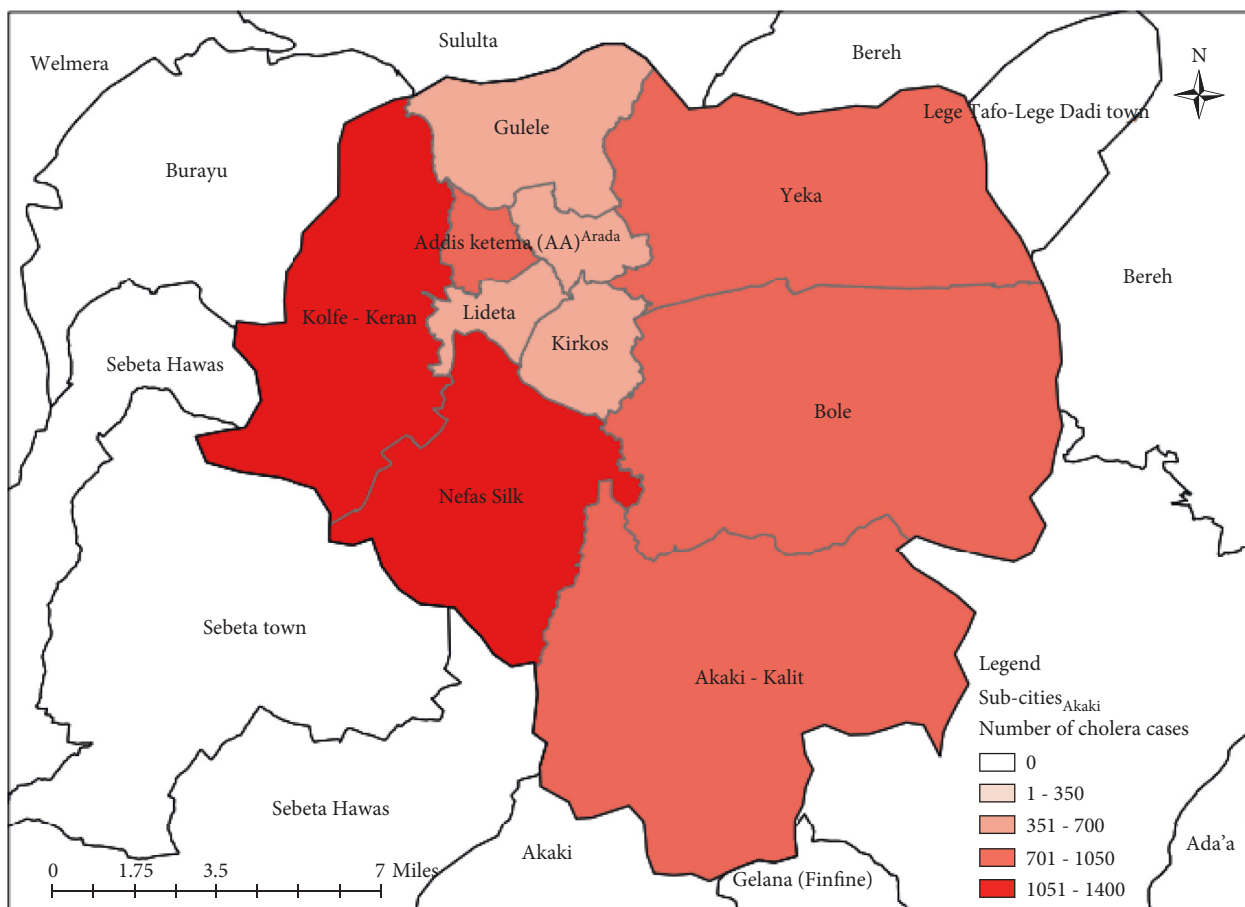 Sululta
Bereh
Welmera
N
Lege Tafo-Lege Dadi town
Gulele
Burayu
Yeka
Addis ketema (AA) Arada
Bereh
Lideta
Kolfe - Keran
Kirkos
Sebeta Hawas
Bole
Nefas Silk
Sebeta town
Akaki - Kalit
Legend
Sub-cities Akaki
Number of cholera cases
0
1 - 350
351 - 700
701 - 1050
1051 - 1400
Sebeta Hawas
Akaki
Gelana (Finfine)
Ada'a
0 1.75 3.5 7 Miles